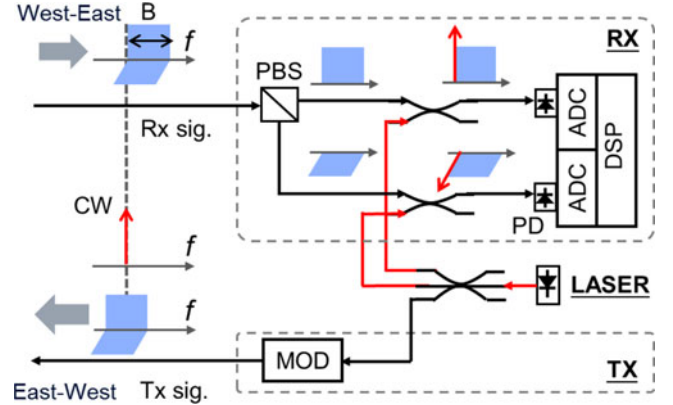 West-East
B
f
RX
PBS
ADC
DSP
Rx sig.
CW
ADC
f
PD
LASER
f
MOD
TX
East-West
Tx sig.